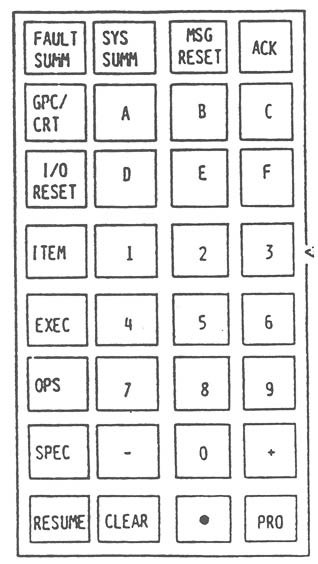 FAULT SUMM
SYS SUMM
MSG RESET
ACK
GPC/ CRT
A
B
C
I/O RESET
D
E
F
ITEM
1
2
3
EXEC
4
5
6
OPS
7
8
9
SPEC
-
0
+
RESUME
CLEAR
•
PRO